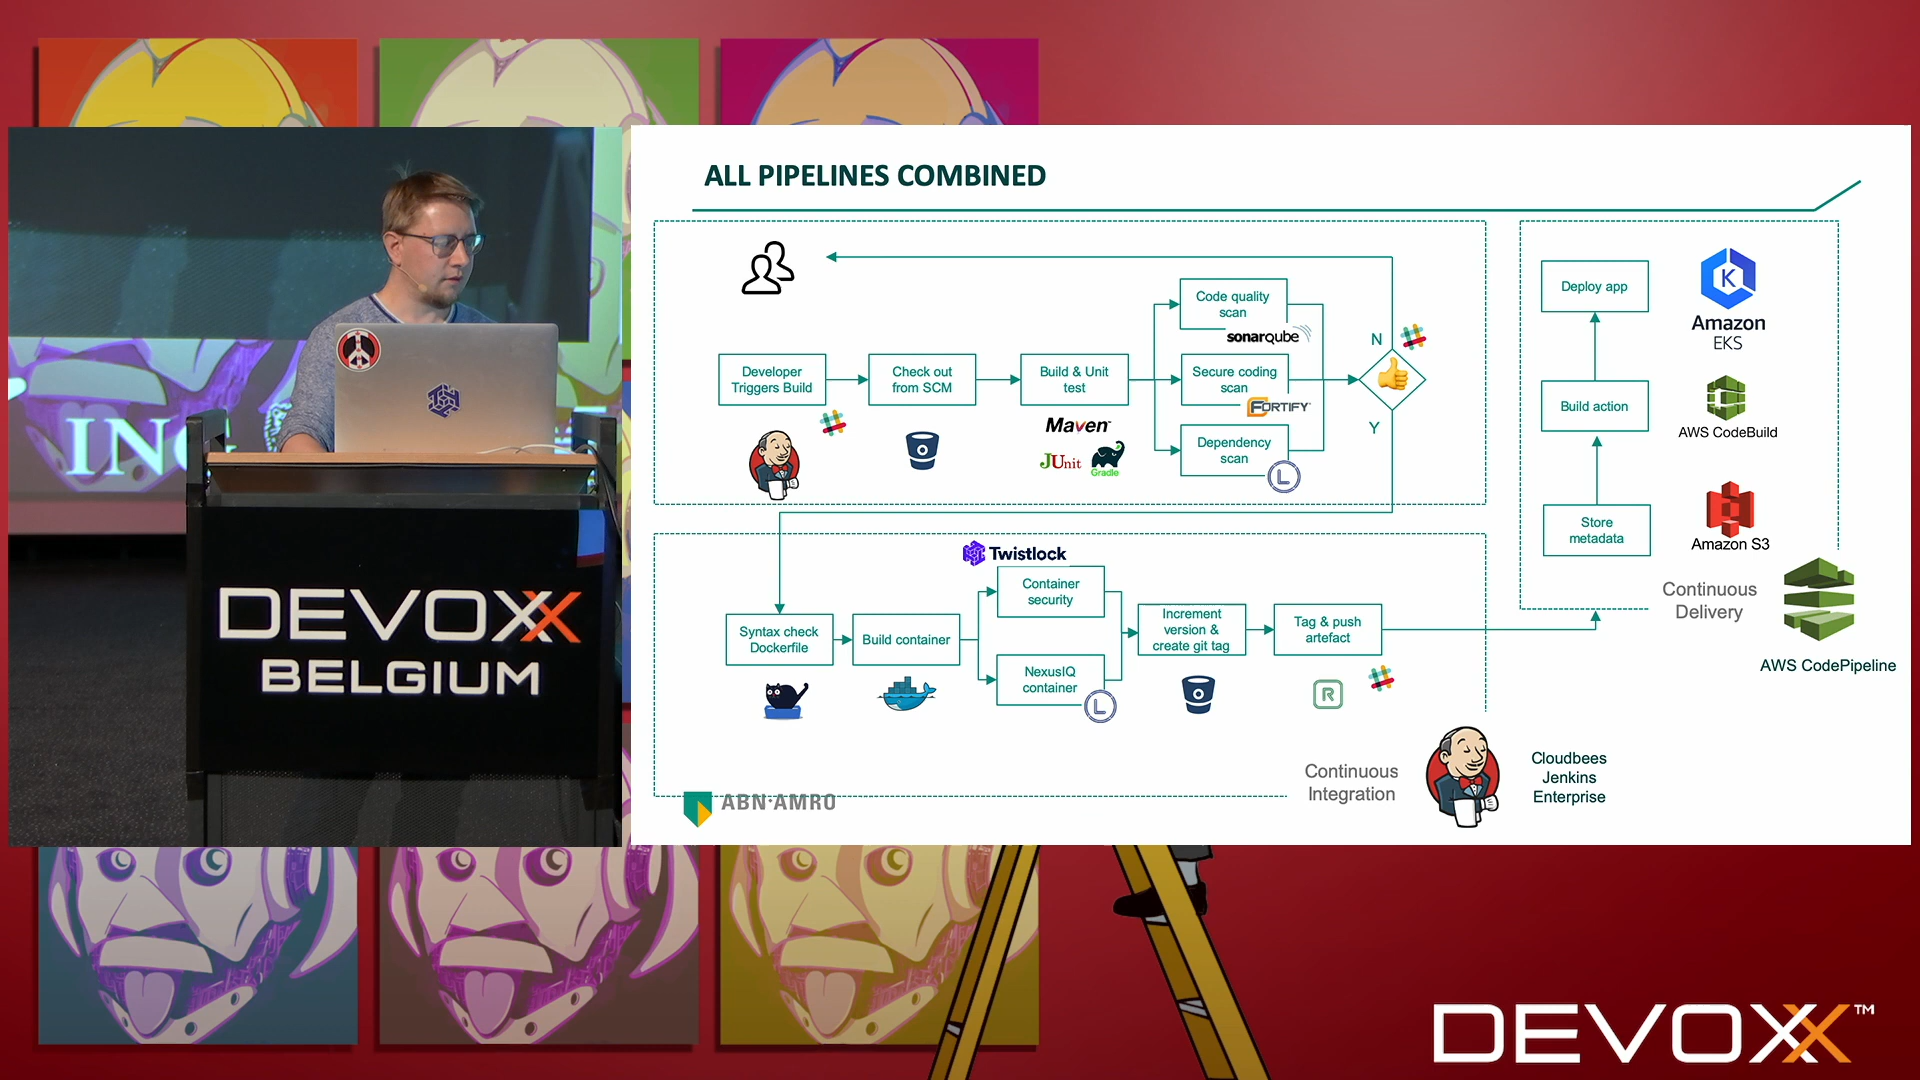 ALL PIPELINES COMBINED
Developer
Triggers Build
Check out
from SCM
Build & Unit
test
Maven
JUnit
Gradle
Code quality
scan
sonarqube
Secure coding
scan
FORTIFY
Dependency
scan
L
N
Y
Twistlock
Syntax check
Dockerfile
Build container
Container
security
NexusIQ
container
L
Increment
version &
create git tag
Tag & push
artefact
R
Continuous
Integration
Cloudbees
Jenkins
Enterprise
ABN·AMRO
Deploy app
K
Amazon
EKS
Build action
AWS CodeBuild
Store
metadata
Amazon S3
Continuous
Delivery
AWS CodePipeline
ING
DEVOXX
BELGIUM
DEVOXX™